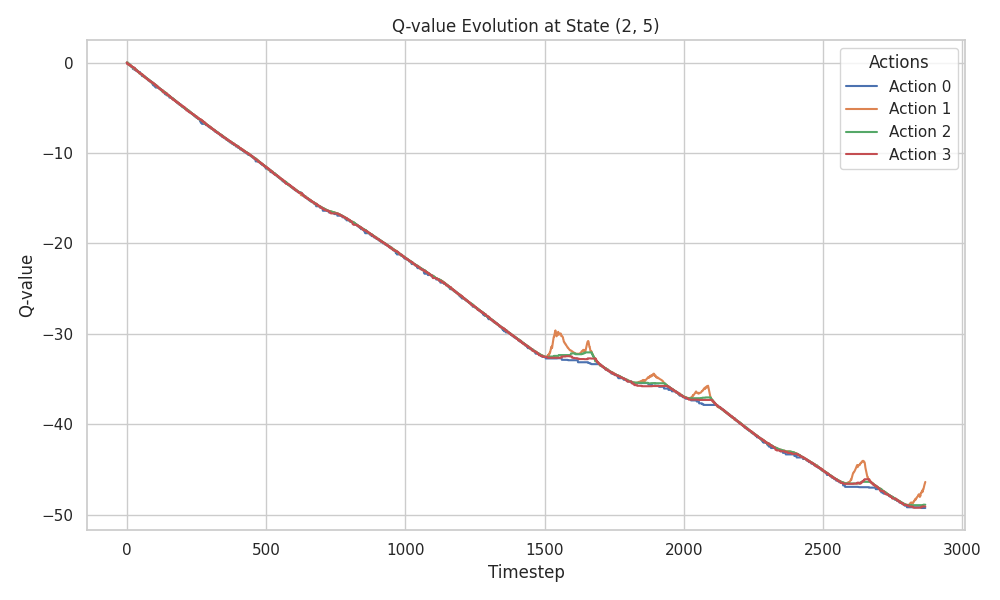 Q-value Evolution at State (2, 5)
Actions
Action 0
Action 1
Action 2
Action 3
Q-value
0
−10
−20
−30
−40
−50
0
500
1000
1500
2000
2500
3000
Timestep